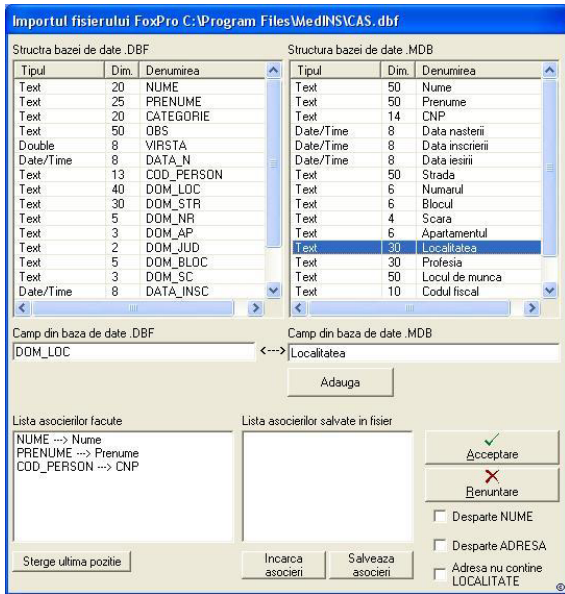 Importul fisierului FoxPro C:\Program Files\MedINS\CAS.dbf
Structra bazei de date .DBF
Tipul Dim. Denumirea
Text 20 NUME
Text 25 PRENUME
Text 20 CATEGORIE
Text 50 OBS
Double 8 VIRSTA
Date/Time 8 DATA_N
Text 13 COD_PERSON
Text 40 DOM_LOC
Text 30 DOM_STR
Text 5 DOM_NR
Text 3 DOM_AP
Text 2 DOM_JUD
Text 5 DOM_BLOC
Text 3 DOM_SC
Date/Time 8 DATA_INSC
Structura bazei de date .MDB
Tipul Dim. Denumirea
Text 50 Nume
Text 50 Prenume
Text 14 CNP
Date/Time 8 Data nasterii
Date/Time 8 Data inscrierii
Date/Time 8 Data iesirii
Text 50 Strada
Text 6 Numarul
Text 6 Blocul
Text 4 Scara
Text 6 Apartamentul
Text 30 Localitatea
Text 30 Profesia
Text 50 Locul de munca
Text 10 Codul fiscal
Camp din baza de date .DBF
DOM_LOC
<--->
Camp din baza de date .MDB
Localitatea
Adauga
Lista asocierilor facute
NUME ---> Nume
PRENUME ---> Prenume
COD_PERSON ---> CNP
Sterge ultima pozitie
Lista asocierilor salvate in fisier
Incarca
asocieri
Salveaza
asocieri
Acceptare
Renuntare
Desparte NUME
Desparte ADRESA
Adresa nu contine
LOCALITATE